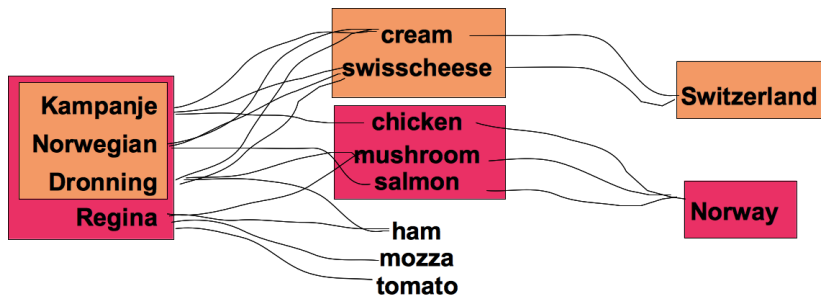 Kampanje
Norwegian
Dronning
Regina
cream
swisscheese
chicken
mushroom
salmon
ham
mozza
tomato
Switzerland
Norway